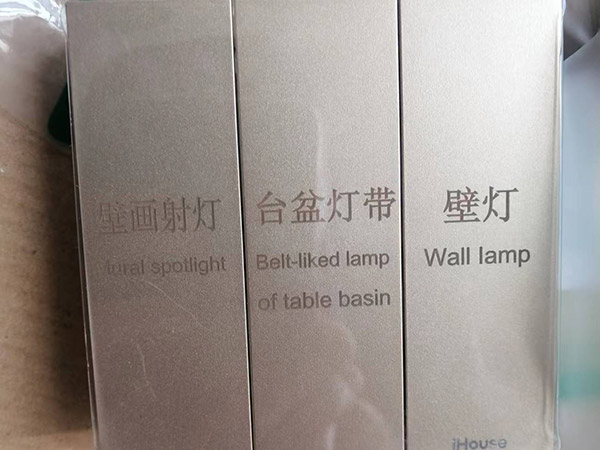 壁画射灯
Mural spotlight
台盆灯带
Belt-liked lamp
of table basin
壁灯
Wall lamp
iHouse